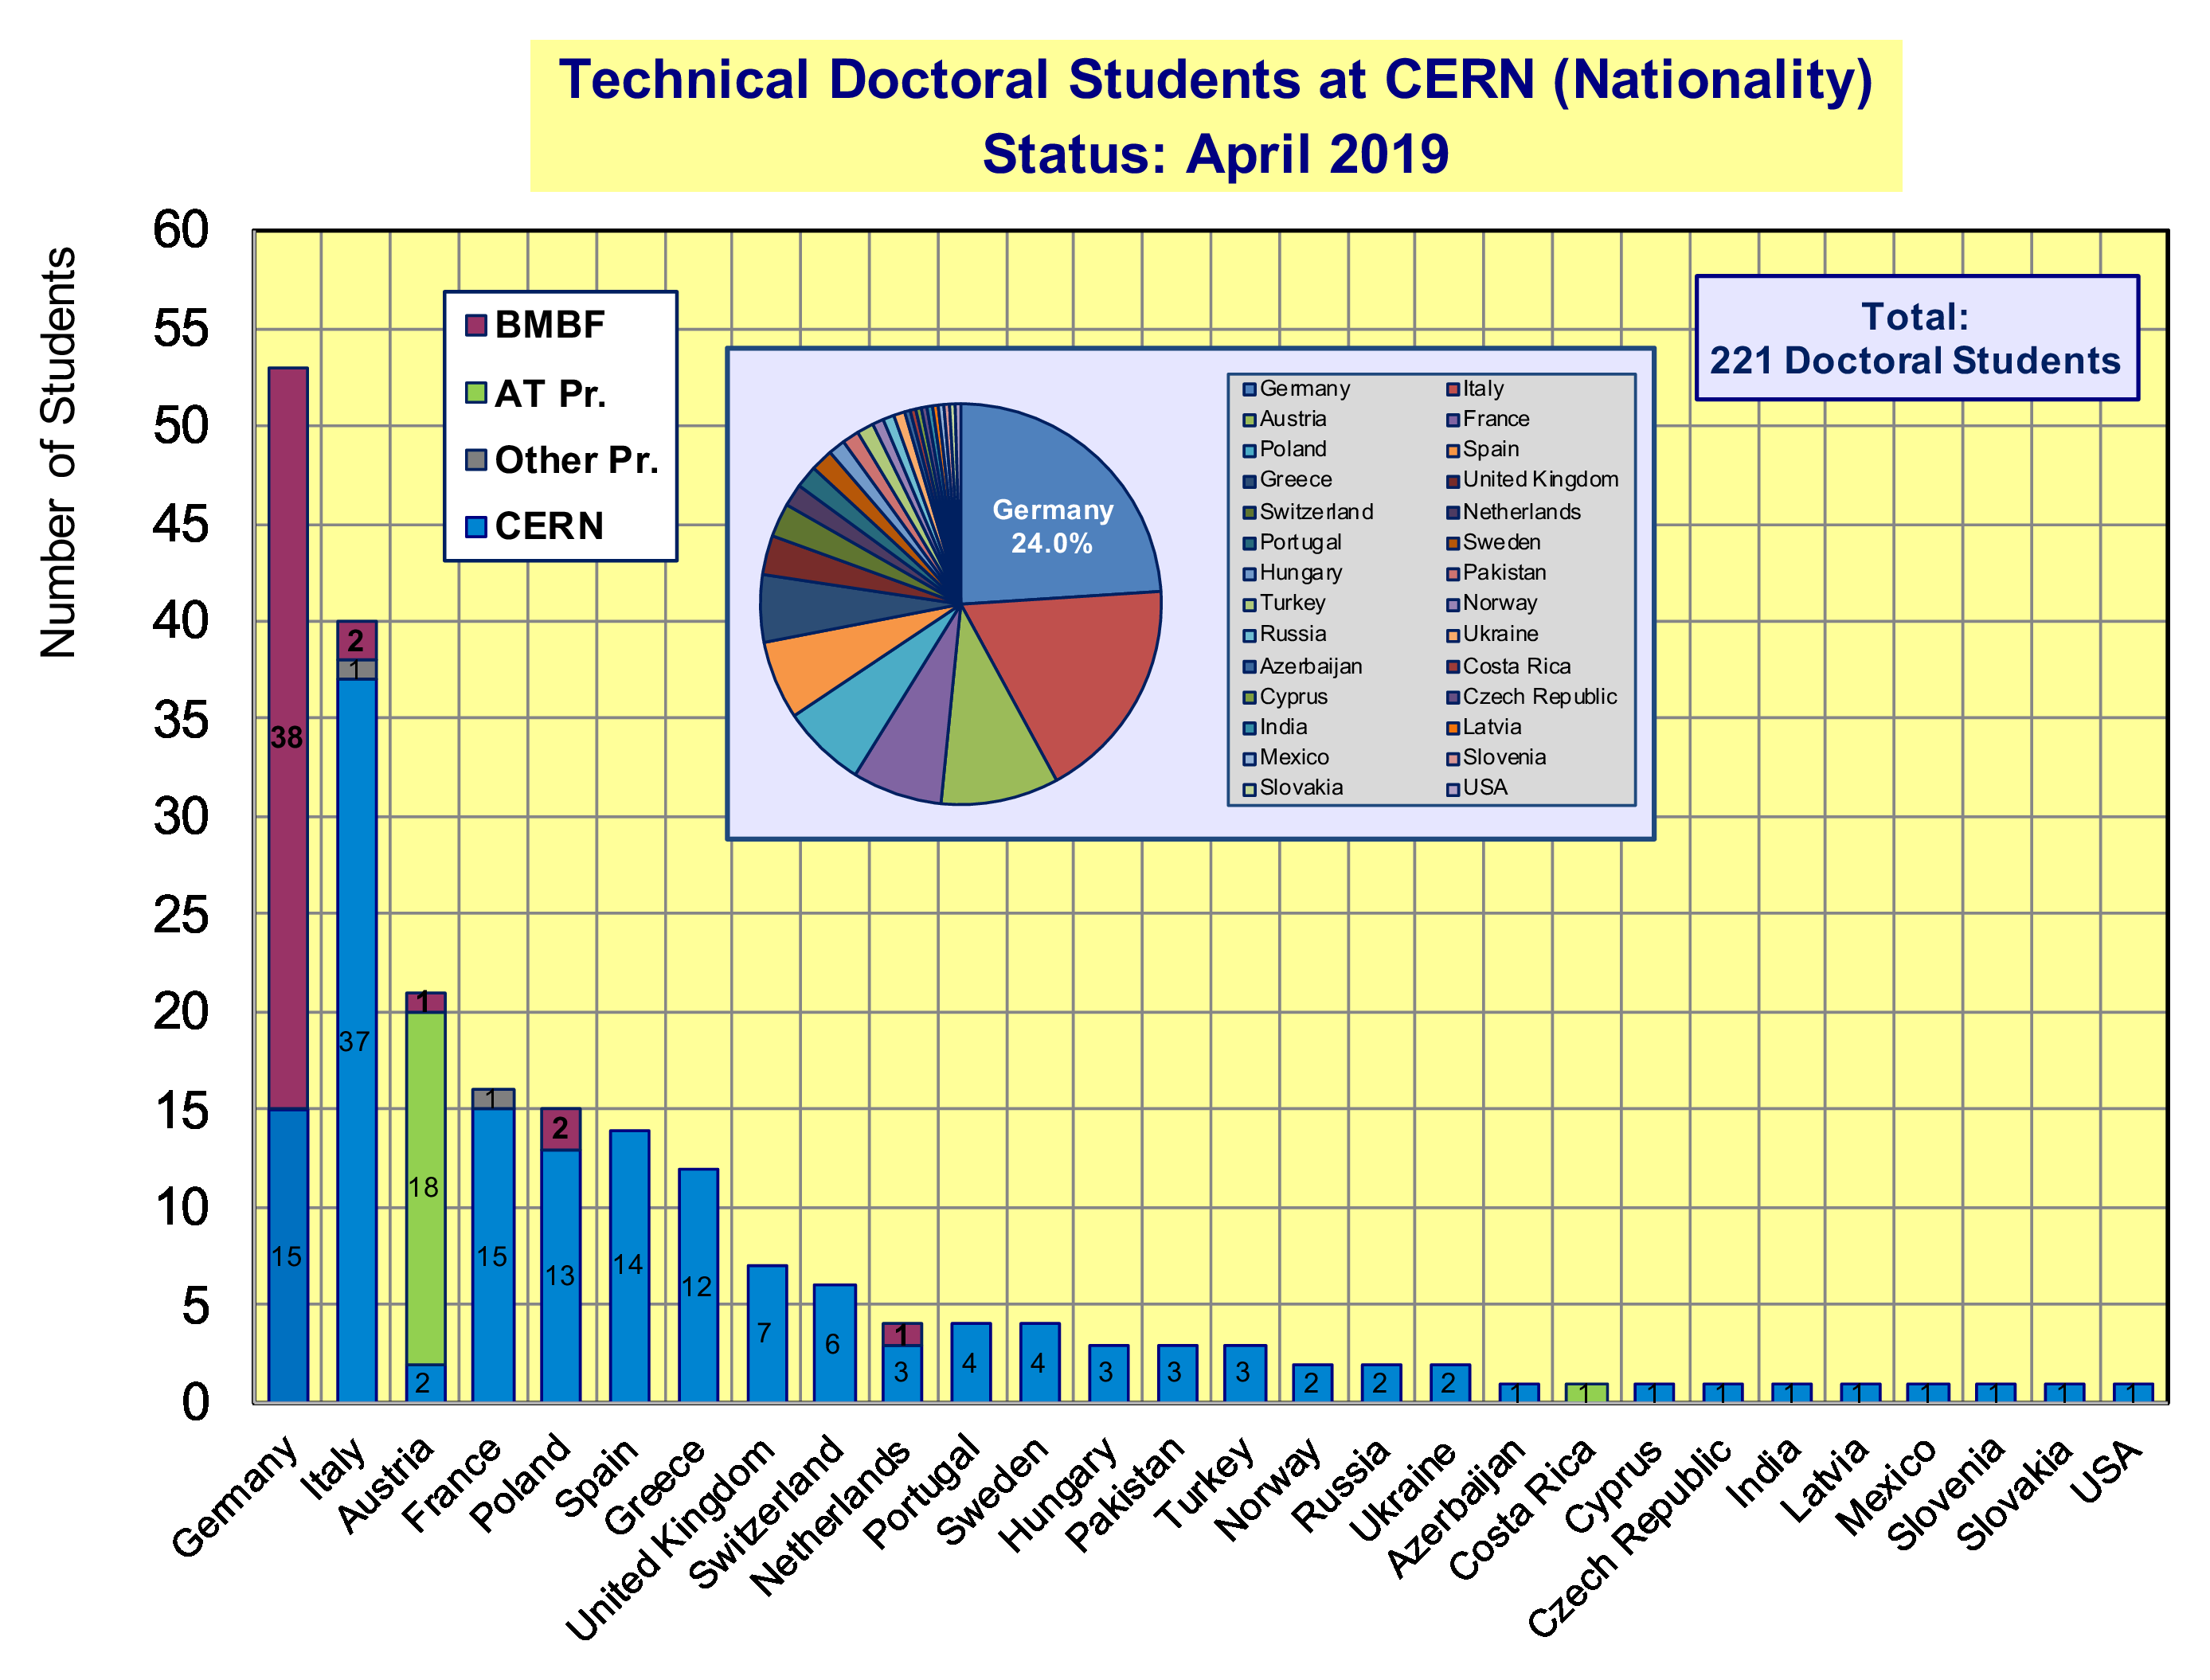 Technical Doctoral Students at CERN (Nationality)
Status: April 2019
Number of Students
60
55
50
45
40
35
30
25
20
15
10
5
0
BMBF
AT Pr.
Other Pr.
CERN
Total:
221 Doctoral Students
Germany
24.0%
Germany Italy
Austria France
Poland Spain
Greece United Kingdom
Switzerland Netherlands
Portugal Sweden
Hungary Pakistan
Turkey Norway
Russia Ukraine
Azerbaijan Costa Rica
Cyprus Czech Republic
India Latvia
Mexico Slovenia
Slovakia USA
38
15
2
1
37
1
18
2
1
15
2
13
14
12
7
6
1
3
4
4
3
3
3
2
2
2
1
1
1
1
1
1
1
1
1
1
Germany
Italy
Austria
France
Poland
Spain
Greece
United Kingdom
Switzerland
Netherlands
Portugal
Sweden
Hungary
Pakistan
Turkey
Norway
Russia
Ukraine
Azerbaijan
Costa Rica
Cyprus
Czech Republic
India
Latvia
Mexico
Slovenia
Slovakia
USA